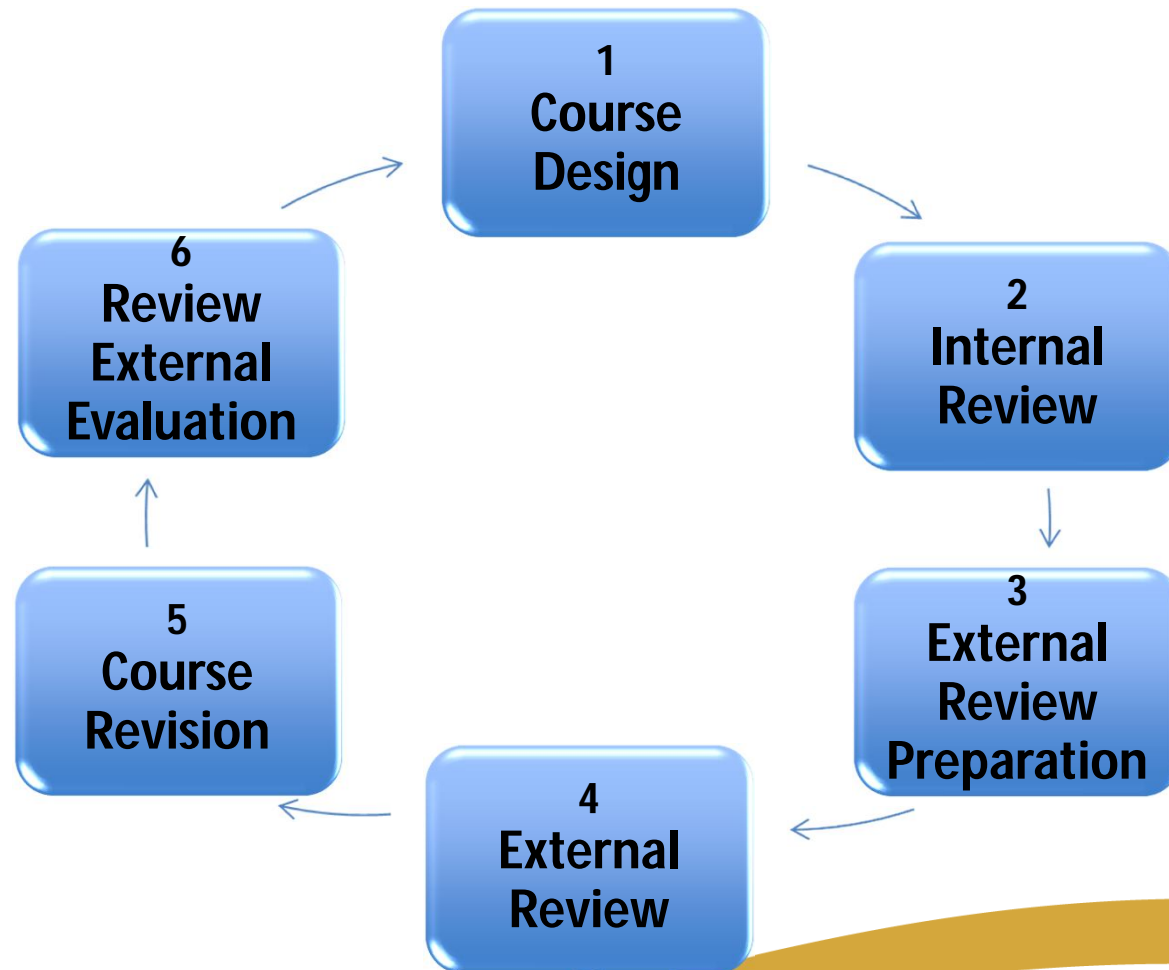 1
Course
Design
2
Internal
Review
3
External
Review
Preparation
4
External
Review
5
Course
Revision
6
Review
External
Evaluation